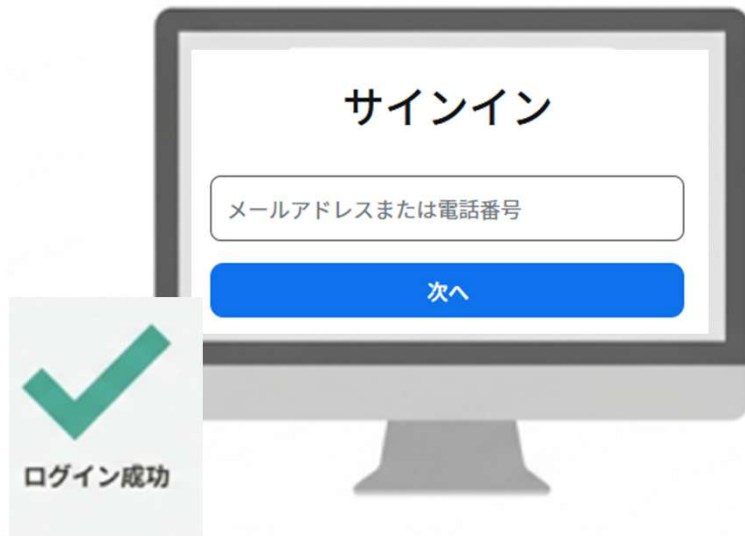 サインイン
メールアドレスまたは電話番号
次へ
ログイン成功